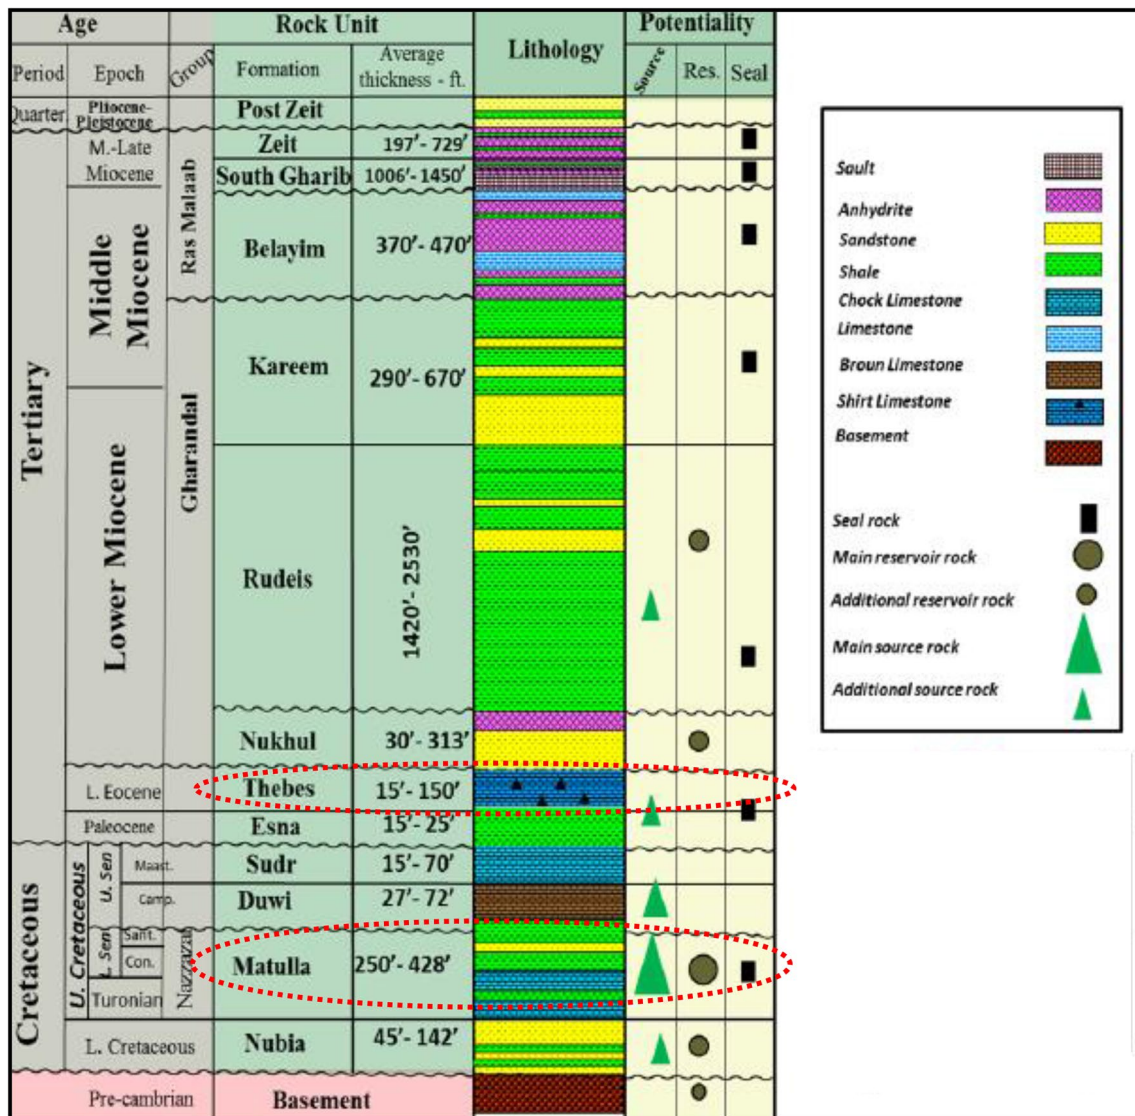 Age
Rock Unit
Lithology
Potentiality
Period
Epoch
Group
Formation
Average
thickness - ft.
Source
Res.
Seal
Quarter.
Pliocene-
Pleistocene
Post Zeit
M.-Late
Miocene
Zeit
197′- 729′
South Gharib
1006′- 1450′
Ras Malaab
Tertiary
Middle
Miocene
Belayim
370′- 470′
Kareem
290′- 670′
Gharandal
Lower Miocene
Rudeis
1420′- 2530′
Nukhul
30′- 313′
L. Eocene
Thebes
15′- 150′
Paleocene
Esna
15′- 25′
Cretaceous
U. Cretaceous
U. Sen
Maast.
Sudr
15′- 70′
Camp.
Duwi
27′- 72′
L. Sen
Sant.
Con.
Turonian
Nazzazat
Matulla
250′- 428′
L. Cretaceous
Nubia
45′- 142′
Pre-cambrian
Basement
Sault
Anhydrite
Sandstone
Shale
Chock Limestone
Limestone
Broun Limestone
Shirt Limestone
Basement
Seal rock
Main reservoir rock
Additional reservoir rock
Main source rock
Additional source rock